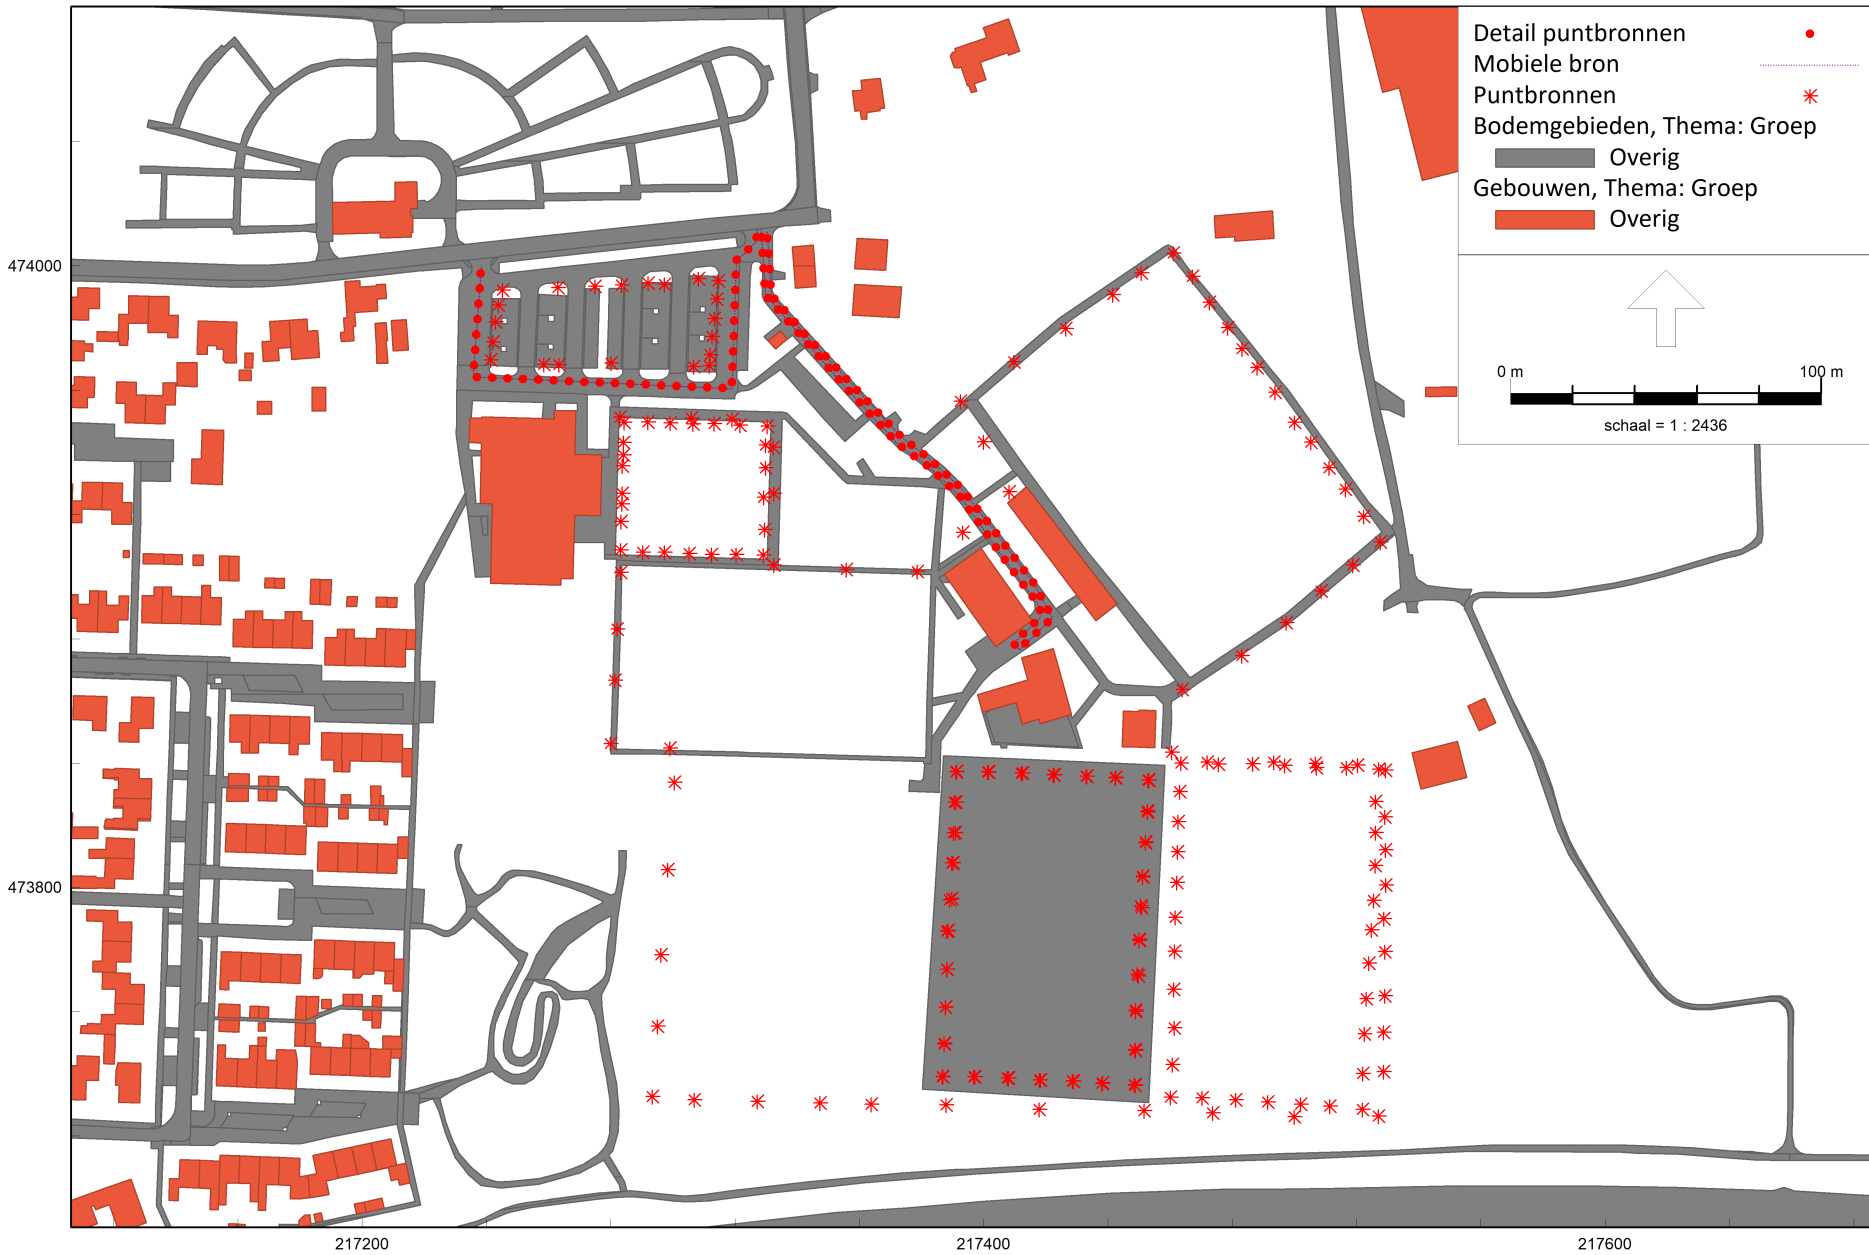 Detail puntbronnen
Mobiele bron
Puntbronnen
Bodemgebieden, Thema: Groep
Overig
Gebouwen, Thema: Groep
Overig
0 m 100 m
schaal = 1 : 2436
474000
473800
217200 217400 217600